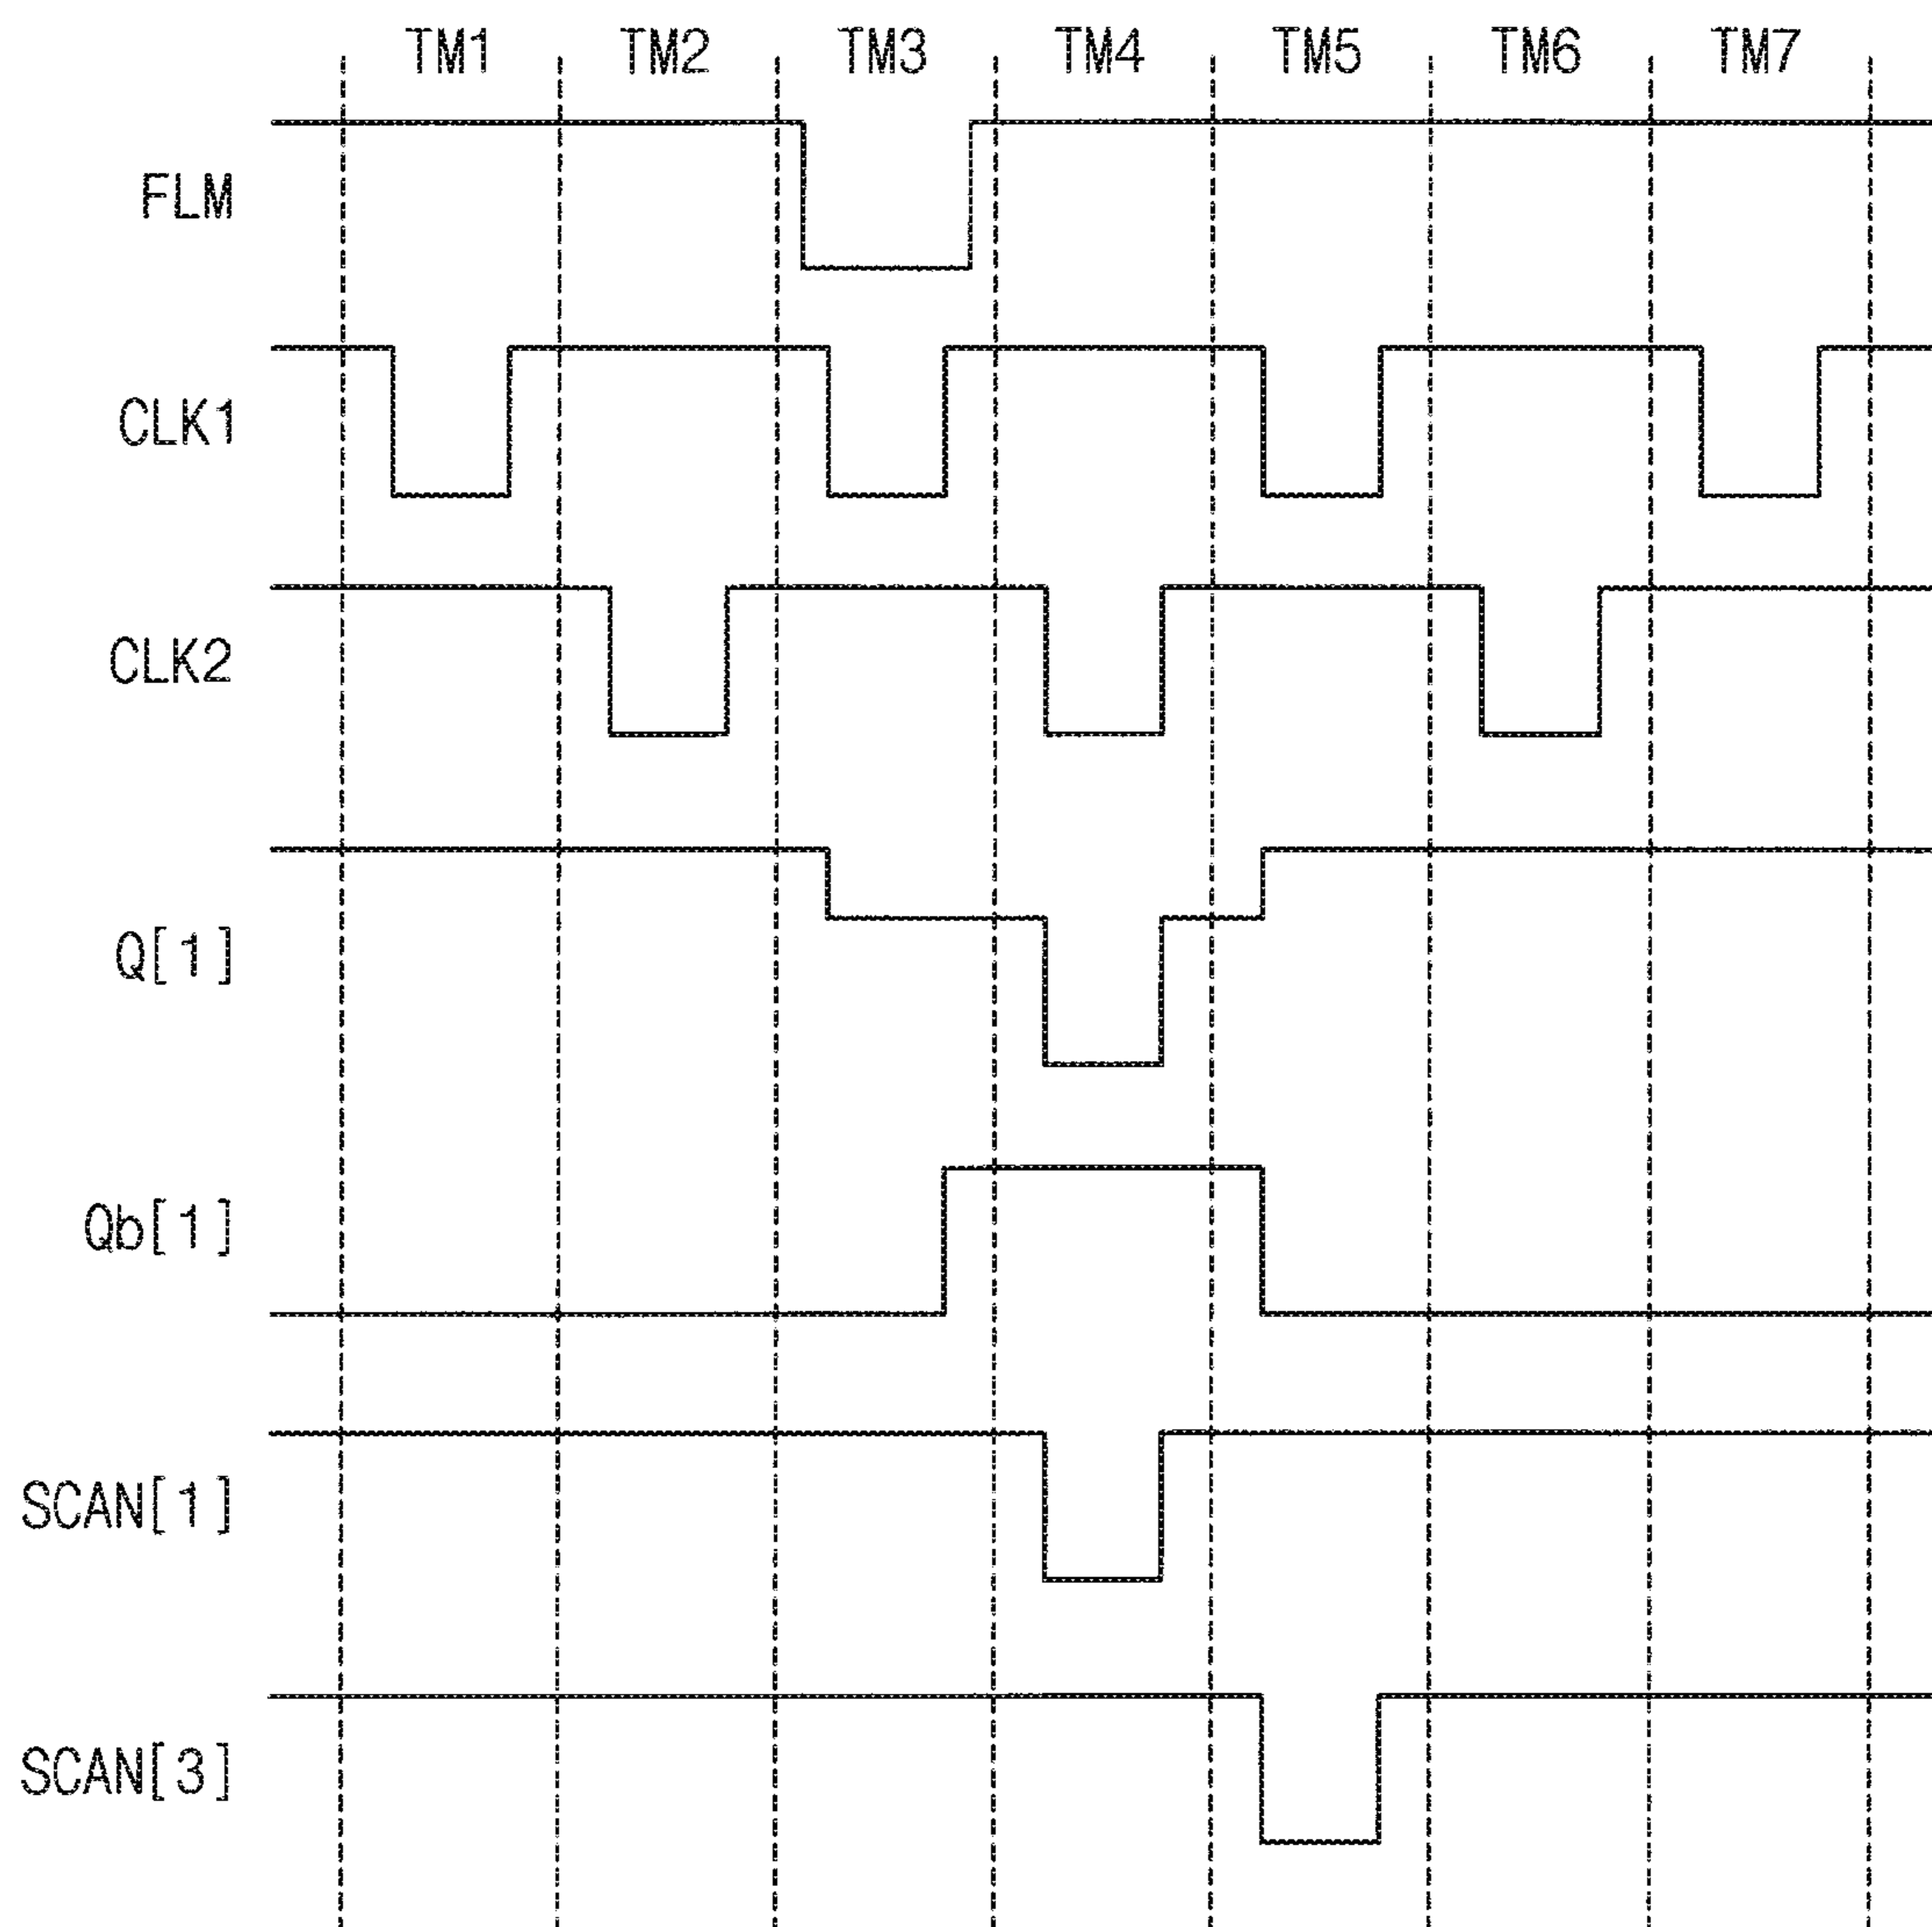 TM1 TM2 TM3 TM4 TM5 TM6 TM7
FLM
CLK1
CLK2
Q[1]
Qb[1]
SCAN[1]
SCAN[3]